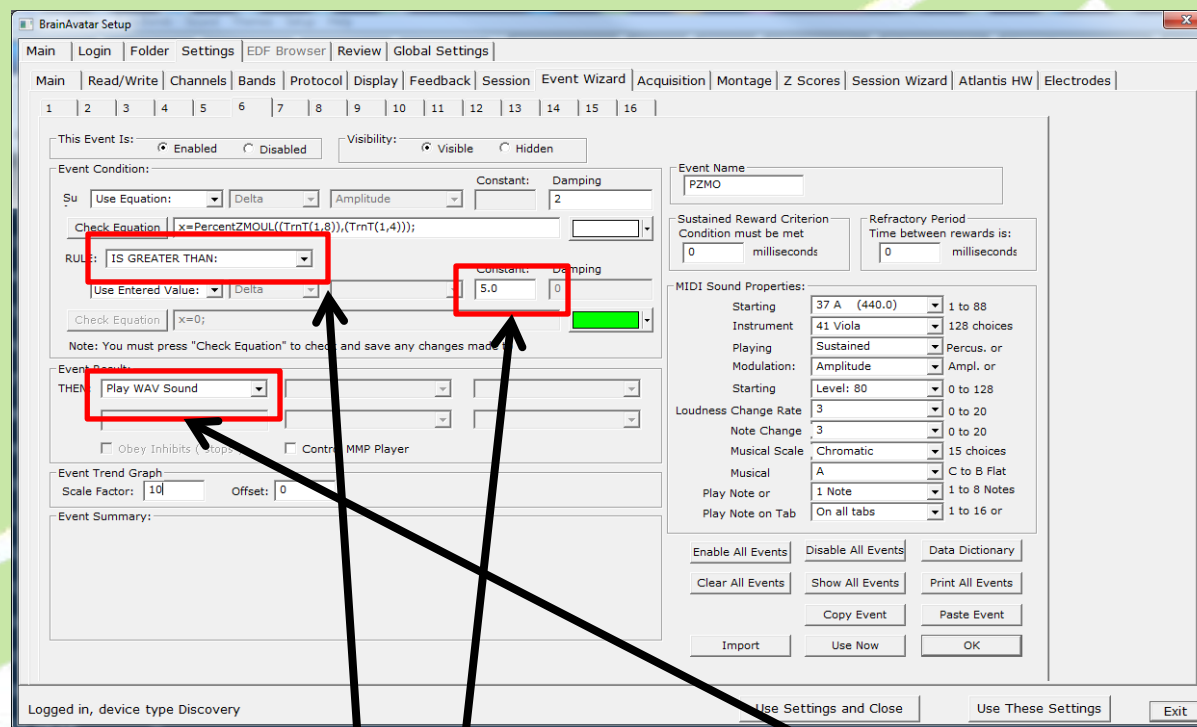 BrainAvatar Setup
Main Login Folder Settings EDF Browser Review Global Settings
Main Read/Write Channels Bands Protocol Display Feedback Session Event Wizard Acquisition Montage Z Scores Session Wizard Atlantis HW Electrodes
1 2 3 4 5 6 7 8 9 10 11 12 13 14 15 16
This Event Is: Enabled Disabled Visibility: Visible Hidden
Event Condition:
Constant: Damping
Su Use Equation: Delta Amplitude 2
Check Equation x=PercentZMOUL((TrnT(1,8)),(TrnT(1,4)));
RULE: IS GREATER THAN:
Constant: Damping
Use Entered Value: Delta 5.0 0
Check Equation x=0;
Note: You must press "Check Equation" to check and save any changes made
Event Result:
THEN: Play WAV Sound
Obey Inhibits ( Stops Control MMP Player
Event Trend Graph
Scale Factor: 10 Offset: 0
Event Summary:
Event Name
PZMO
Sustained Reward Criterion
Condition must be met
0 milliseconds
Refractory Period
Time between rewards is:
0 milliseconds
MIDI Sound Properties:
Starting 37 A (440.0) 1 to 88
Instrument 41 Viola 128 choices
Playing Sustained Percus. or
Modulation: Amplitude Ampl. or
Starting Level: 80 0 to 128
Loudness Change Rate 3 0 to 20
Note Change 3 0 to 20
Musical Scale Chromatic 15 choices
Musical A C to B Flat
Play Note or 1 Note 1 to 8 Notes
Play Note on Tab On all tabs 1 to 16 or
Enable All Events Disable All Events Data Dictionary
Clear All Events Show All Events Print All Events
Copy Event Paste Event
Import Use Now OK
Logged in, device type Discovery Use Settings and Close Use These Settings Exit